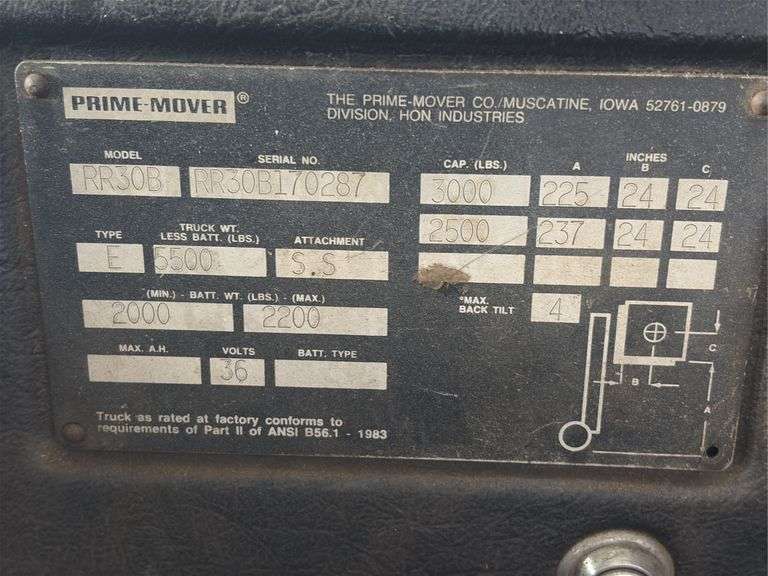 PRIME-MOVER®
THE PRIME-MOVER CO./MUSCATINE, IOWA 52761-0879
DIVISION, HON INDUSTRIES
MODEL SERIAL NO.
RR30B RR30B170287
TYPE TRUCK WT. LESS BATT. (LBS.) ATTACHMENT
E 5500 S.S
(MIN.) - BATT. WT. (LBS.) - (MAX.)
2000 2200
MAX. A.H. VOLTS BATT. TYPE
36
Truck as rated at factory conforms to
requirements of Part II of ANSI B56.1 - 1983
INCHES
CAP. (LBS.) A B C
3000 225 24 24
2500 237 24 24
°MAX.
BACK TILT 4
C
B
A